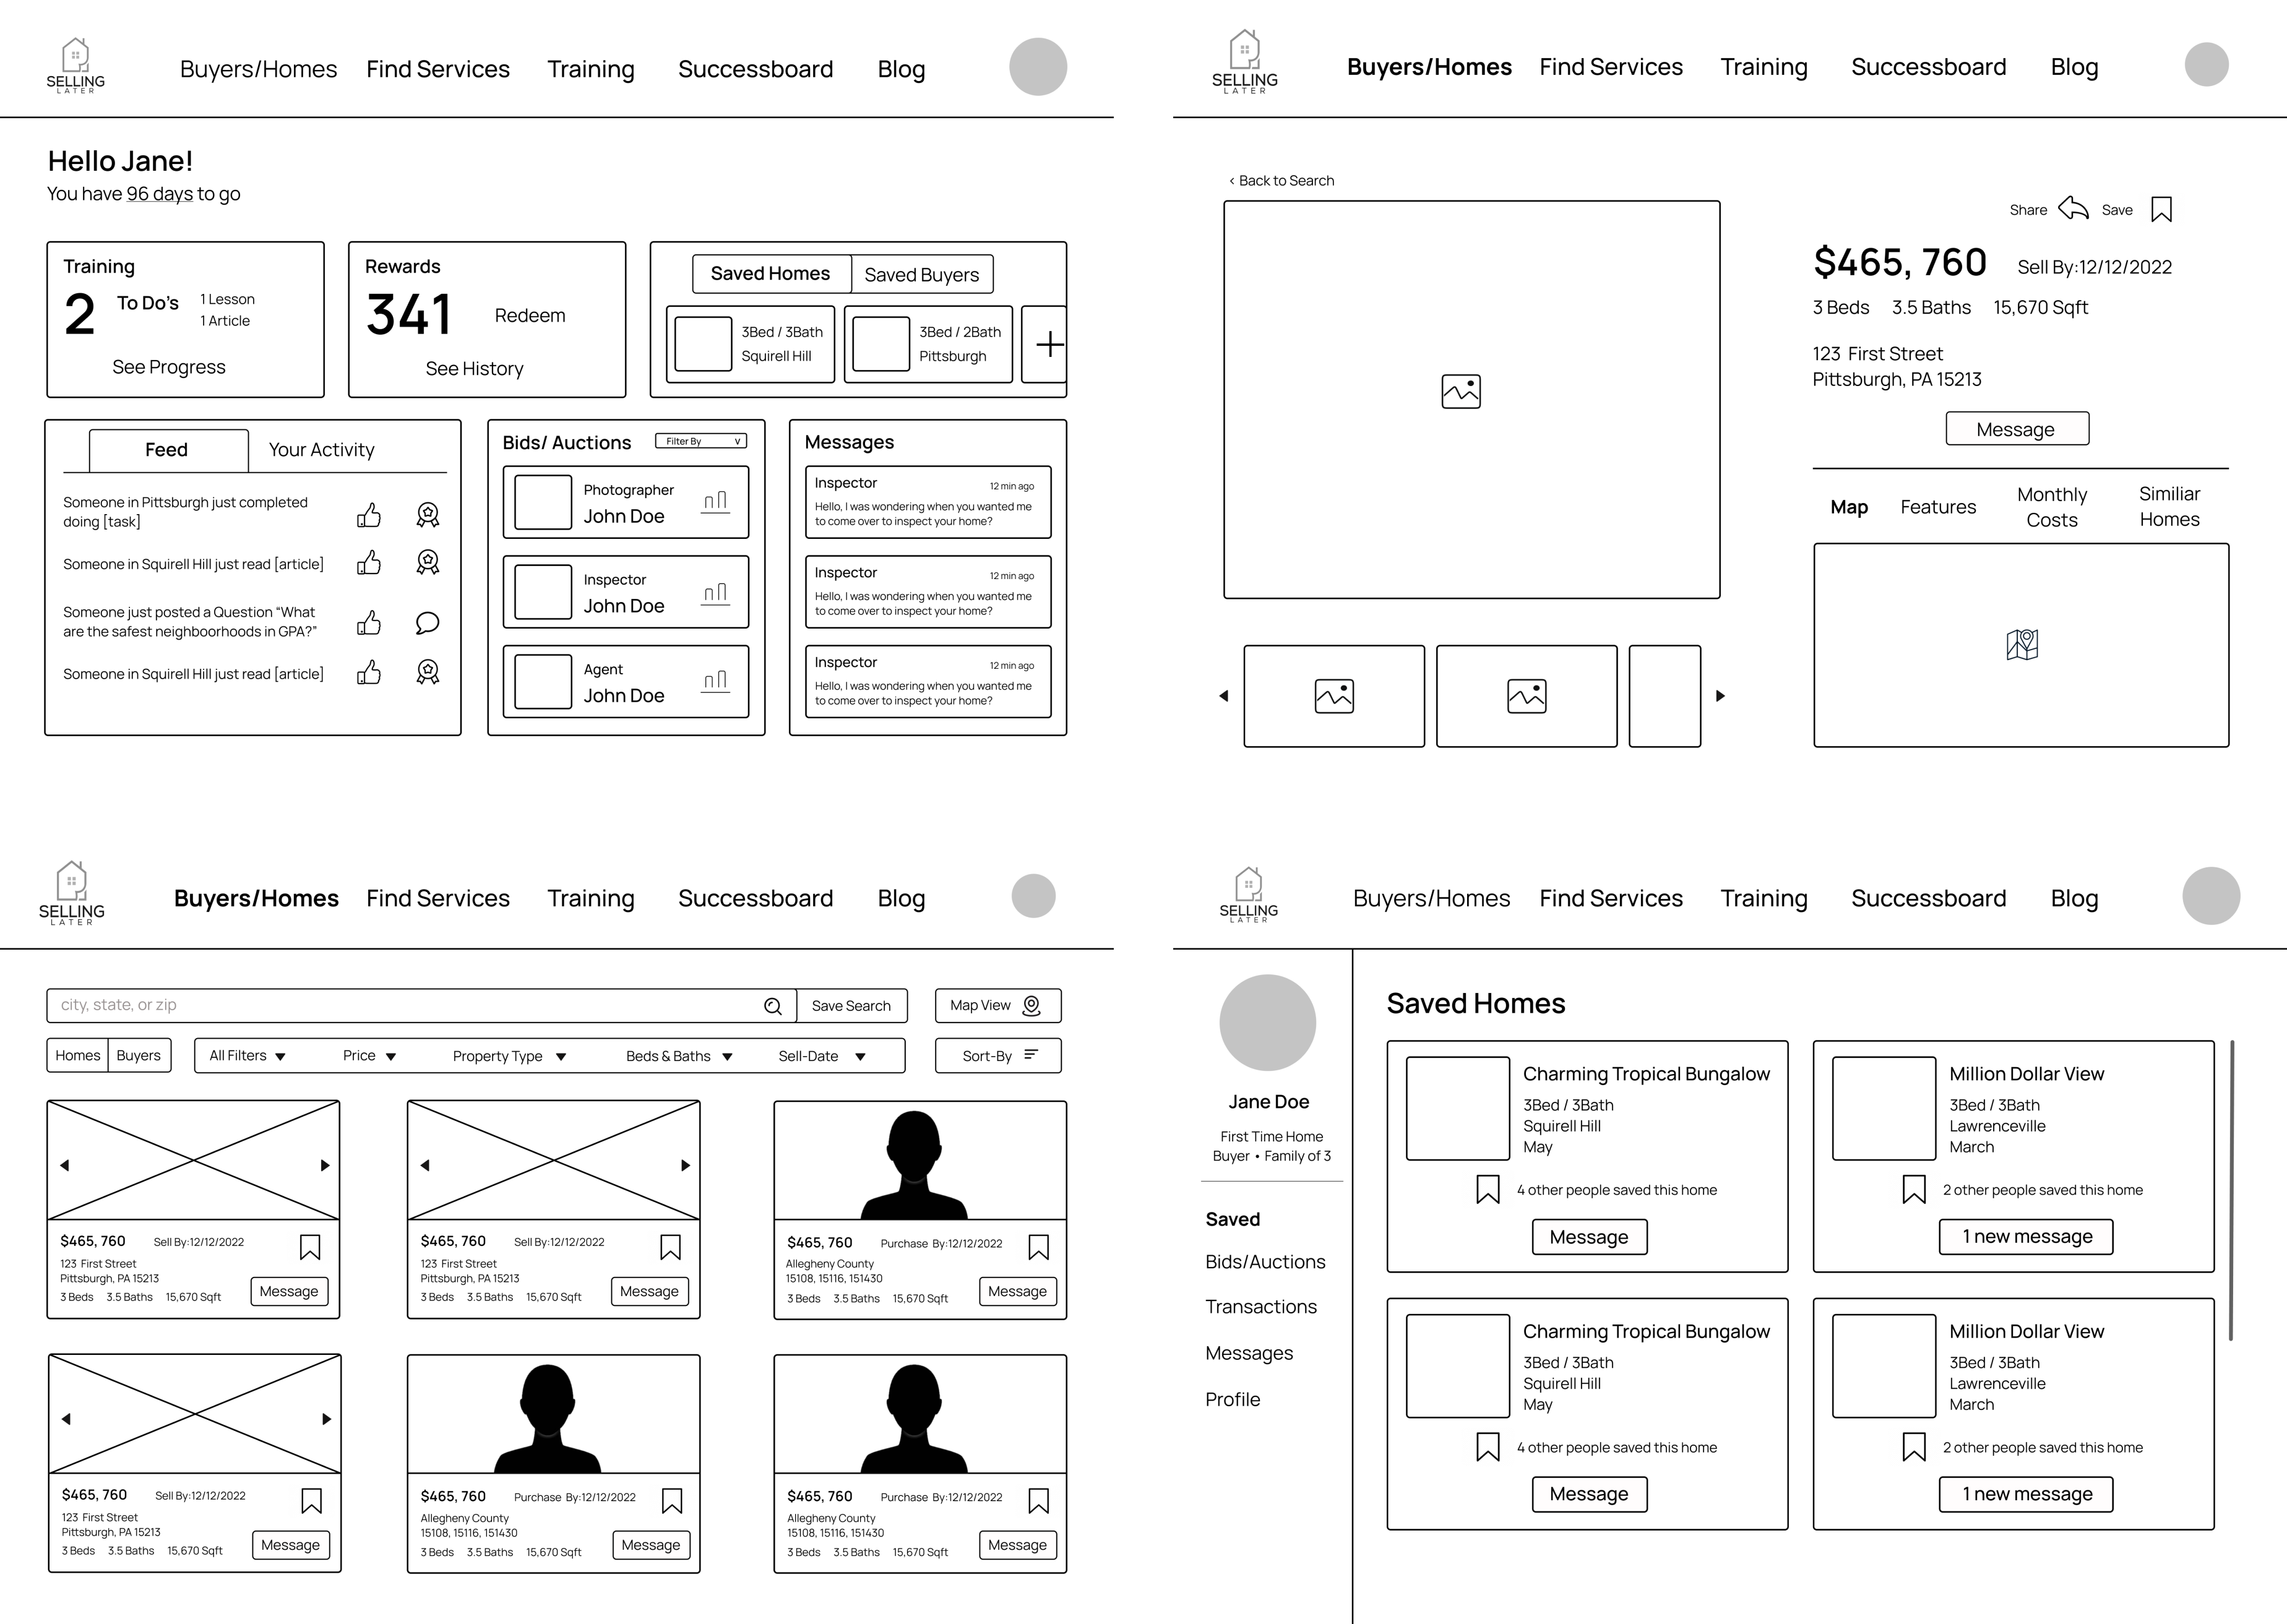 SELLING
LATER
Buyers/Homes Find Services Training Successboard Blog
Hello Jane!
You have 96 days to go
Training
2 To Do's 1 Lesson
1 Article
See Progress
Rewards
341 Redeem
See History
Saved Homes Saved Buyers
3Bed / 3Bath
Squirell Hill
3Bed / 2Bath
Pittsburgh
Feed Your Activity
Someone in Pittsburgh just completed
doing [task]
Someone in Squirell Hill just read [article]
Someone just posted a Question “What
are the safest neighboorhoods in GPA?”
Someone in Squirell Hill just read [article]
Bids/ Auctions Filter By V
Photographer
John Doe
Inspector
John Doe
Agent
John Doe
Messages
Inspector 12 min ago
Hello, I was wondering when you wanted me
to come over to inspect your home?
Inspector 12 min ago
Hello, I was wondering when you wanted me
to come over to inspect your home?
Inspector 12 min ago
Hello, I was wondering when you wanted me
to come over to inspect your home?
SELLING
LATER
Buyers/Homes Find Services Training Successboard Blog
‹ Back to Search
Share Save
$465, 760 Sell By:12/12/2022
3 Beds 3.5 Baths 15,670 Sqft
123 First Street
Pittsburgh, PA 15213
Message
Map Features Monthly Costs Similiar Homes
SELLING
LATER
Buyers/Homes Find Services Training Successboard Blog
city, state, or zip Save Search Map View
Homes Buyers All Filters Price Property Type Beds & Baths Sell-Date Sort-By
$465, 760 Sell By:12/12/2022
123 First Street
Pittsburgh, PA 15213
3 Beds 3.5 Baths 15,670 Sqft
Message
$465, 760 Sell By:12/12/2022
123 First Street
Pittsburgh, PA 15213
3 Beds 3.5 Baths 15,670 Sqft
Message
$465, 760 Purchase By:12/12/2022
Allegheny County
15108, 15116, 151430
3 Beds 3.5 Baths 15,670 Sqft
Message
$465, 760 Sell By:12/12/2022
123 First Street
Pittsburgh, PA 15213
3 Beds 3.5 Baths 15,670 Sqft
Message
$465, 760 Purchase By:12/12/2022
Allegheny County
15108, 15116, 151430
3 Beds 3.5 Baths 15,670 Sqft
Message
$465, 760 Purchase By:12/12/2022
Allegheny County
15108, 15116, 151430
3 Beds 3.5 Baths 15,670 Sqft
Message
SELLING
LATER
Buyers/Homes Find Services Training Successboard Blog
Jane Doe
First Time Home
Buyer • Family of 3
Saved
Bids/Auctions
Transactions
Messages
Profile
Saved Homes
Charming Tropical Bungalow
3Bed / 3Bath
Squirell Hill
May
4 other people saved this home
Message
Million Dollar View
3Bed / 3Bath
Lawrenceville
March
2 other people saved this home
1 new message
Charming Tropical Bungalow
3Bed / 3Bath
Squirell Hill
May
4 other people saved this home
Message
Million Dollar View
3Bed / 3Bath
Lawrenceville
March
2 other people saved this home
1 new message